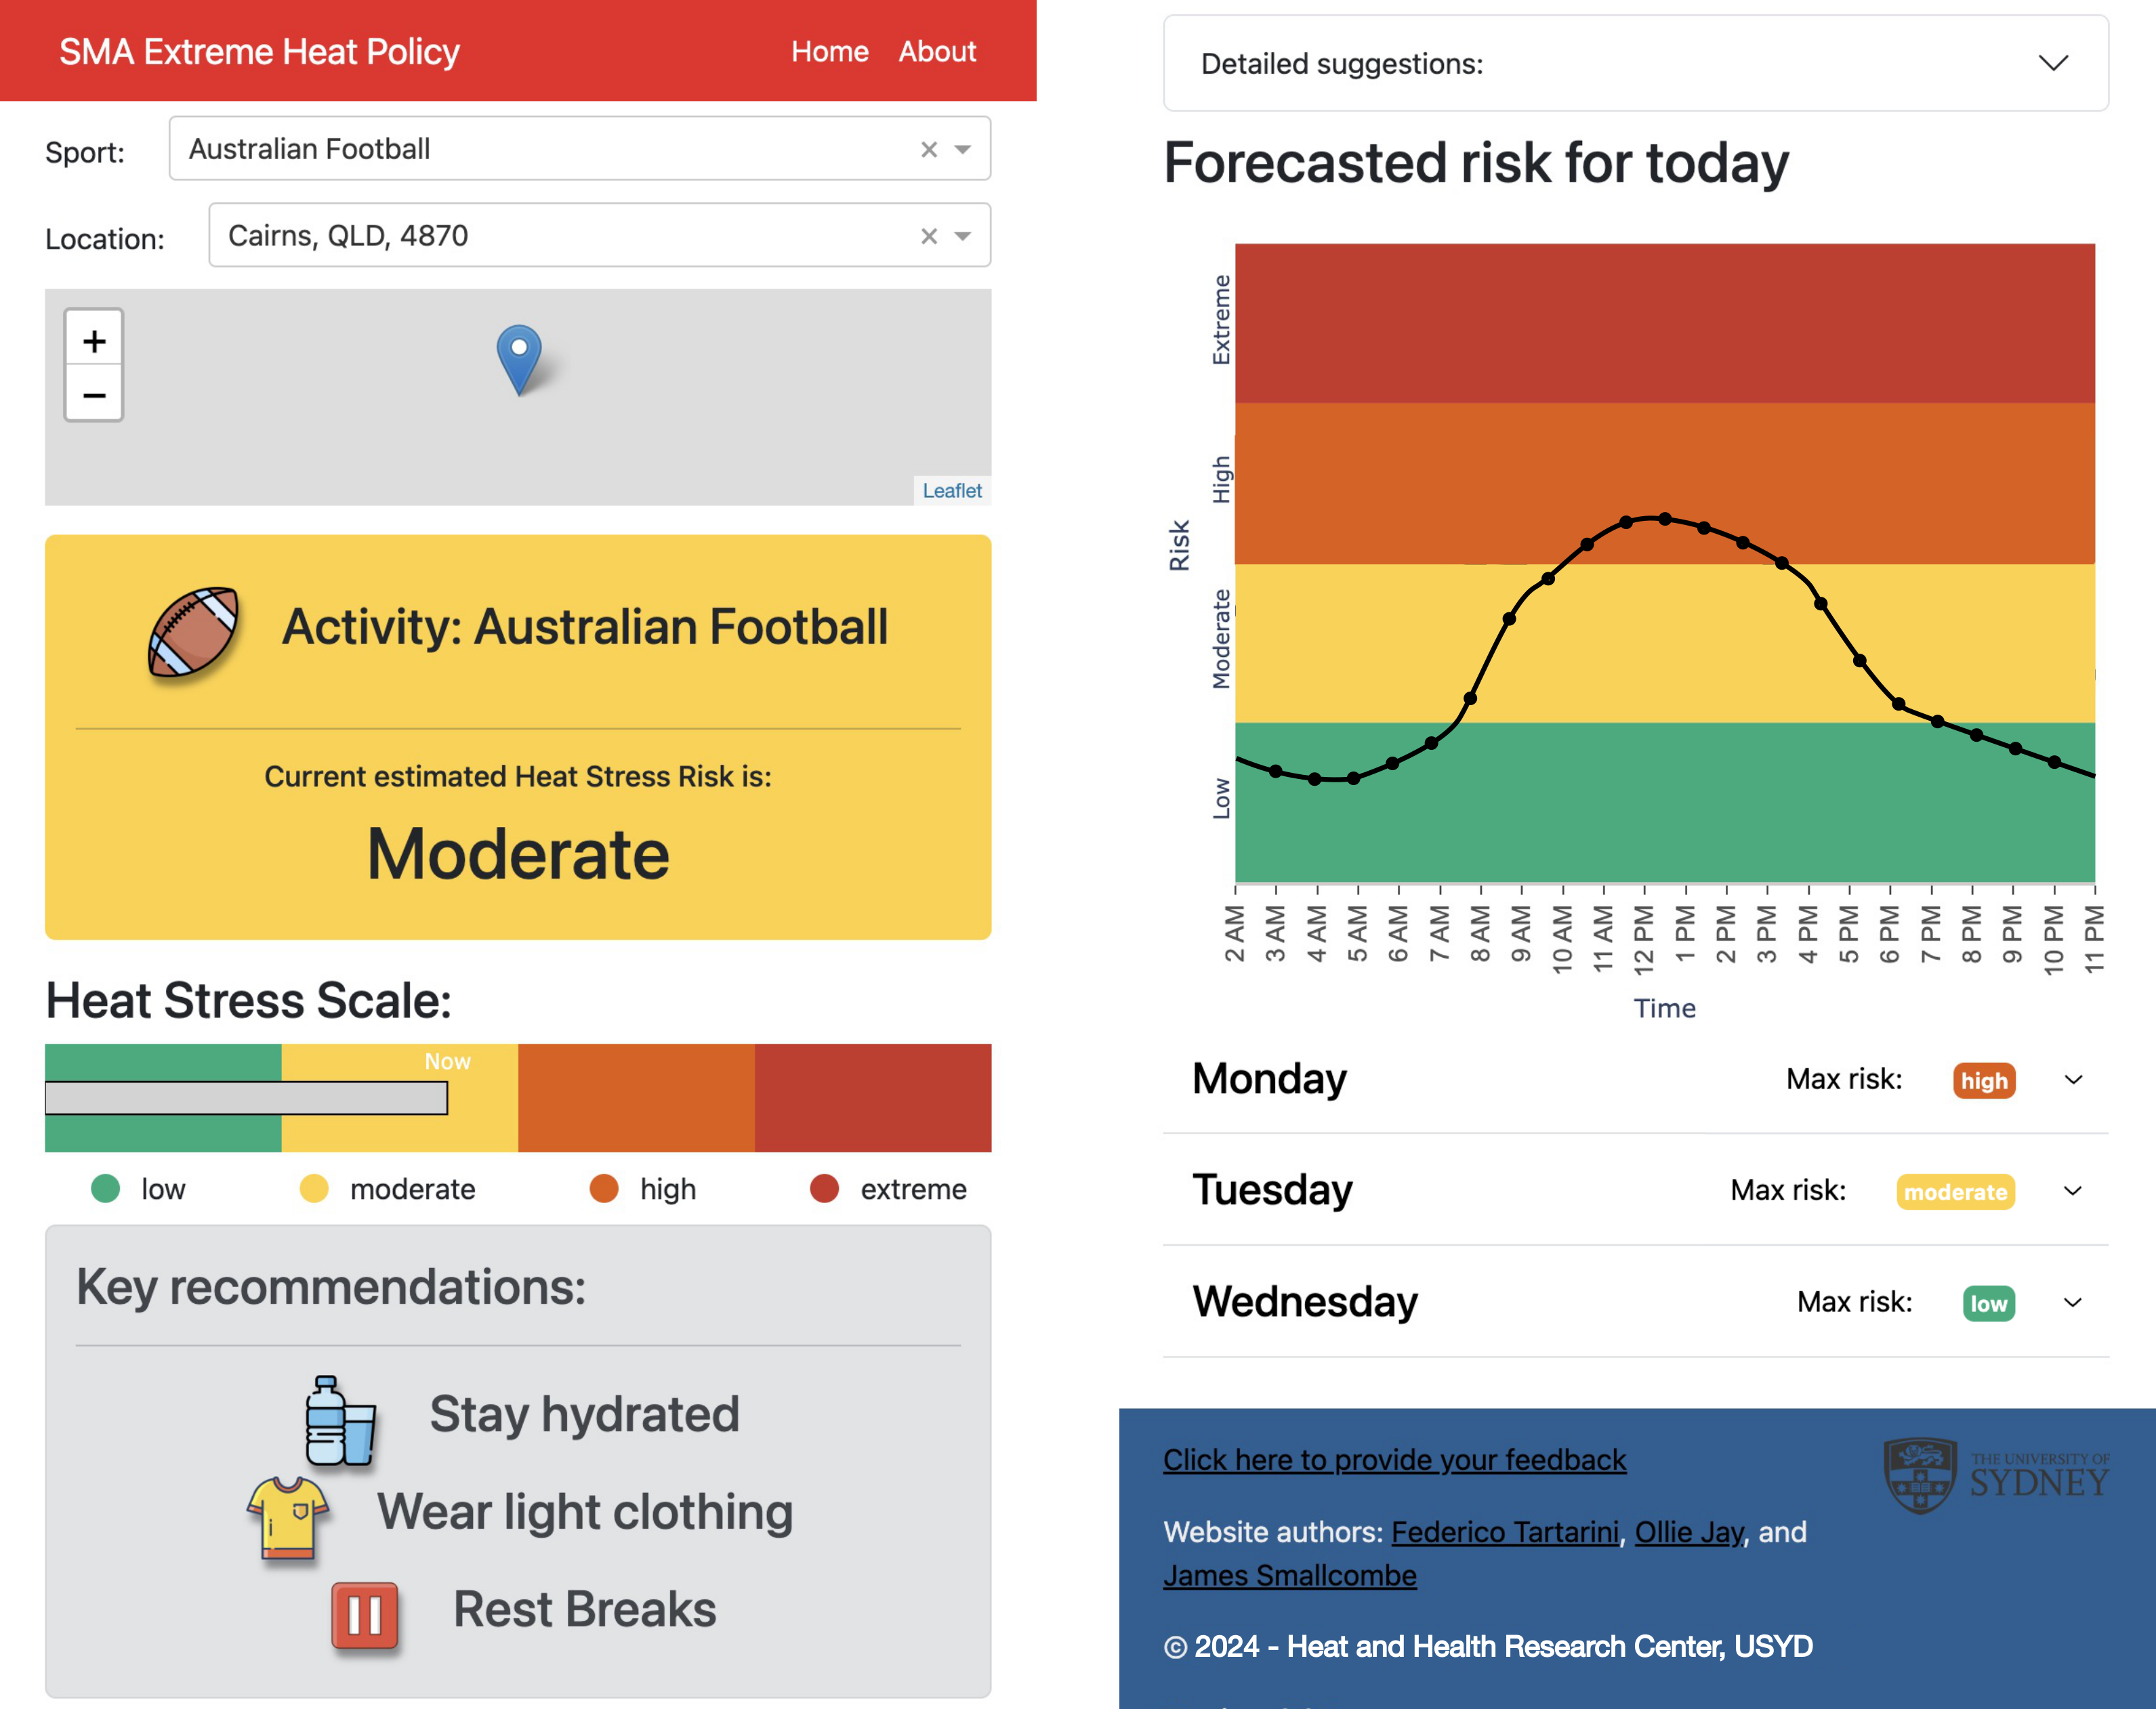 SMA Extreme Heat Policy
Home About
Sport: Australian Football
Location: Cairns, QLD, 4870
+
−
Leaflet
Activity: Australian Football
Current estimated Heat Stress Risk is:
Moderate
Heat Stress Scale:
Now
low moderate high extreme
Key recommendations:
Stay hydrated
Wear light clothing
Rest Breaks
Detailed suggestions:
Forecasted risk for today
Risk
Extreme
High
Moderate
Low
2 AM 3 AM 4 AM 5 AM 6 AM 7 AM 8 AM 9 AM 10 AM 11 AM 12 PM 1 PM 2 PM 3 PM 4 PM 5 PM 6 PM 7 PM 8 PM 9 PM 10 PM 11 PM
Time
Monday Max risk: high
Tuesday Max risk: moderate
Wednesday Max risk: low
Click here to provide your feedback
THE UNIVERSITY OF
SYDNEY
Website authors: Federico Tartarini, Ollie Jay, and
James Smallcombe
© 2024 - Heat and Health Research Center, USYD